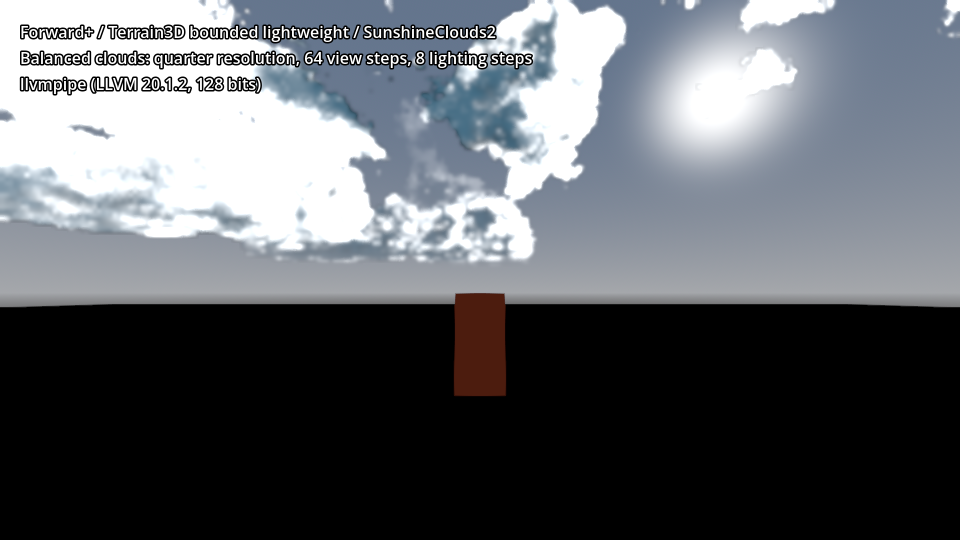 Forward+ / Terrain3D bounded lightweight / SunshineClouds2
Balanced clouds: quarter resolution, 64 view steps, 8 lighting steps
llvmpipe (LLVM 20.1.2, 128 bits)